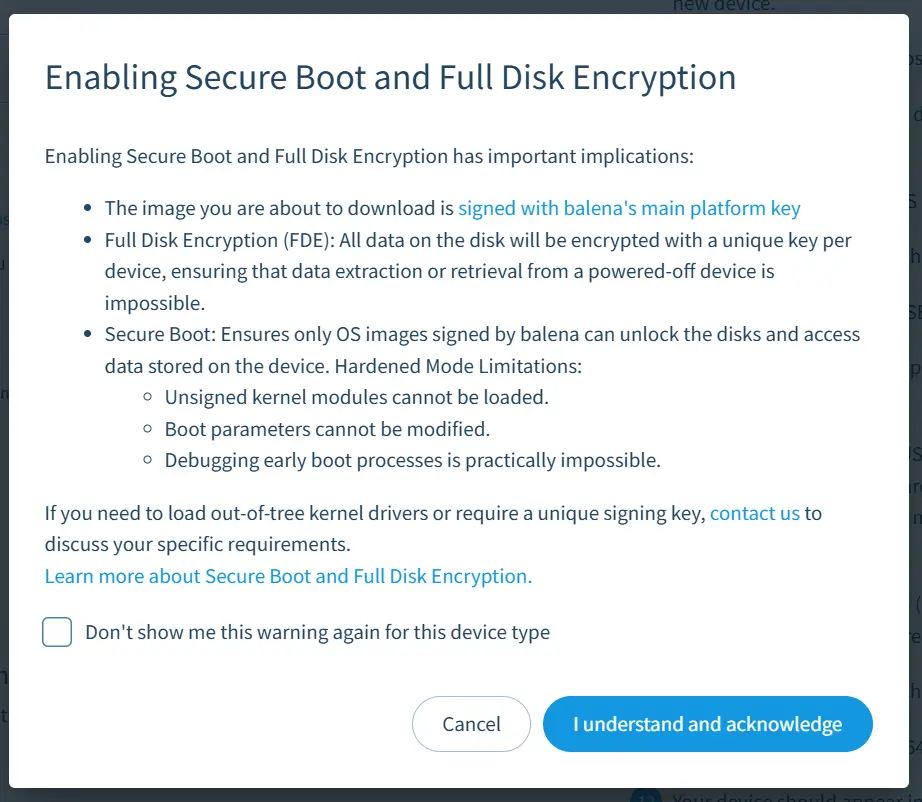 new device.
Enabling Secure Boot and Full Disk Encryption
Enabling Secure Boot and Full Disk Encryption has important implications:
• The image you are about to download is signed with balena's main platform key
• Full Disk Encryption (FDE): All data on the disk will be encrypted with a unique key per
device, ensuring that data extraction or retrieval from a powered-off device is
impossible.
• Secure Boot: Ensures only OS images signed by balena can unlock the disks and access
data stored on the device. Hardened Mode Limitations:
◦ Unsigned kernel modules cannot be loaded.
◦ Boot parameters cannot be modified.
◦ Debugging early boot processes is practically impossible.
If you need to load out-of-tree kernel drivers or require a unique signing key, contact us to
discuss your specific requirements.
Learn more about Secure Boot and Full Disk Encryption.
Don't show me this warning again for this device type
Cancel
I understand and acknowledge
Your device should appear in